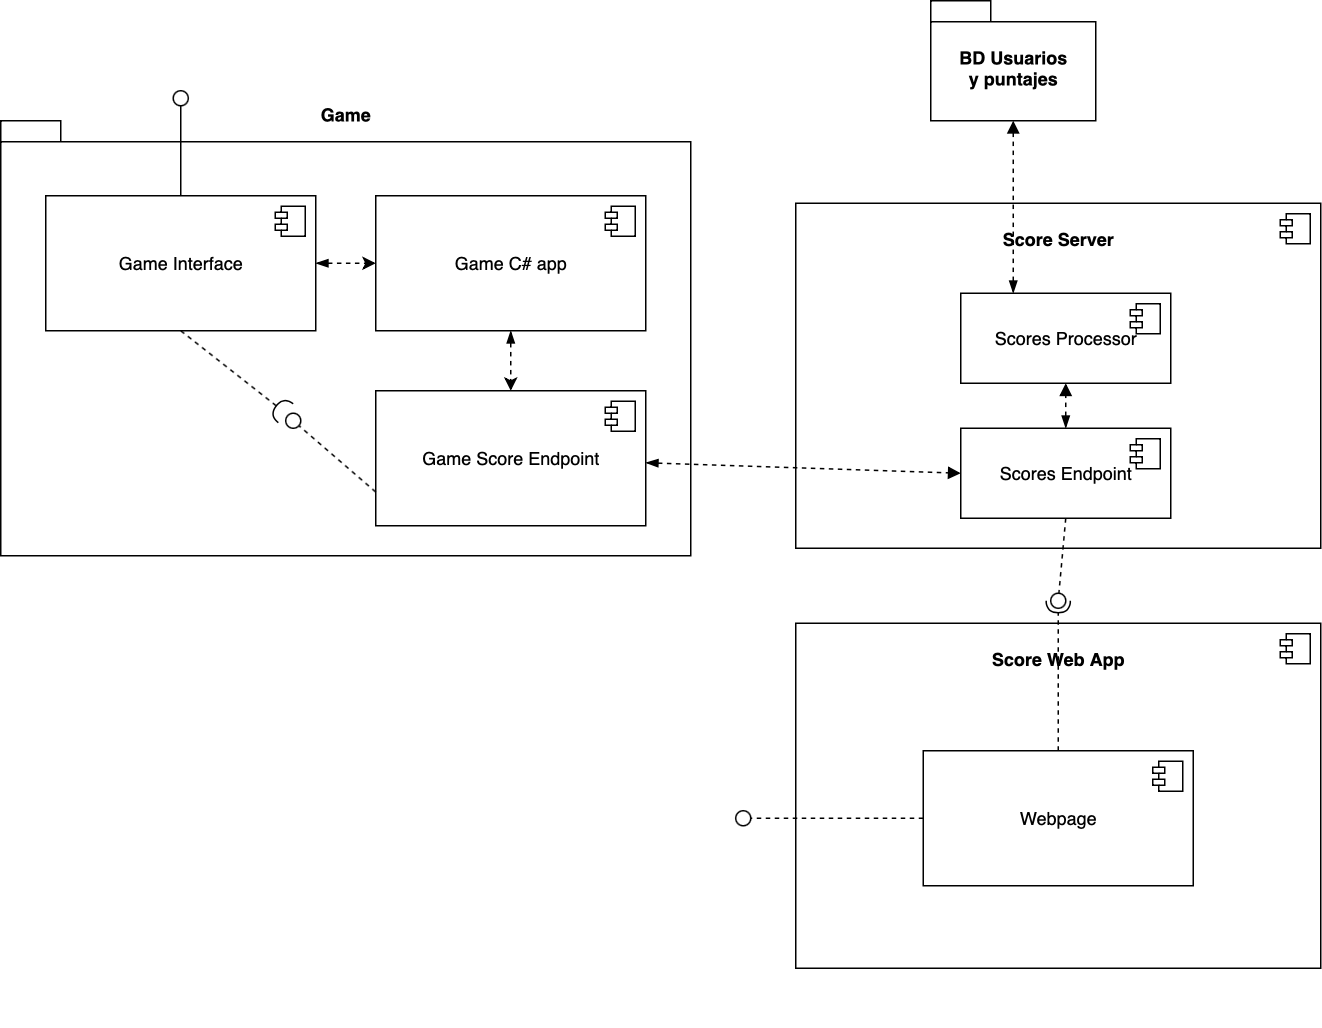 BD Usuarios
y puntajes
Game
Game Interface
Game C# app
Game Score Endpoint
Score Server
Scores Processor
Scores Endpoint
Score Web App
Webpage